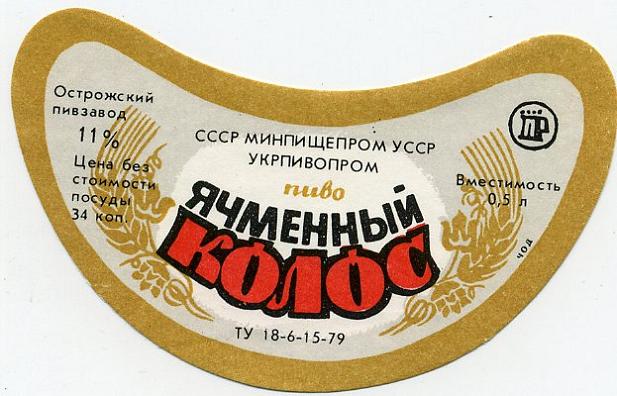 Острожский
пивзавод
11%
Цена без
стоимости
посуды
34 коп.
СССР МИНПИЩЕПРОМ УССР
УКРПИВОПРОМ
пиво
ЯЧМЕННЫЙ
КОЛОС
ТУ 18-6-15-79
ПР
Вместимость
0,5 л
чод